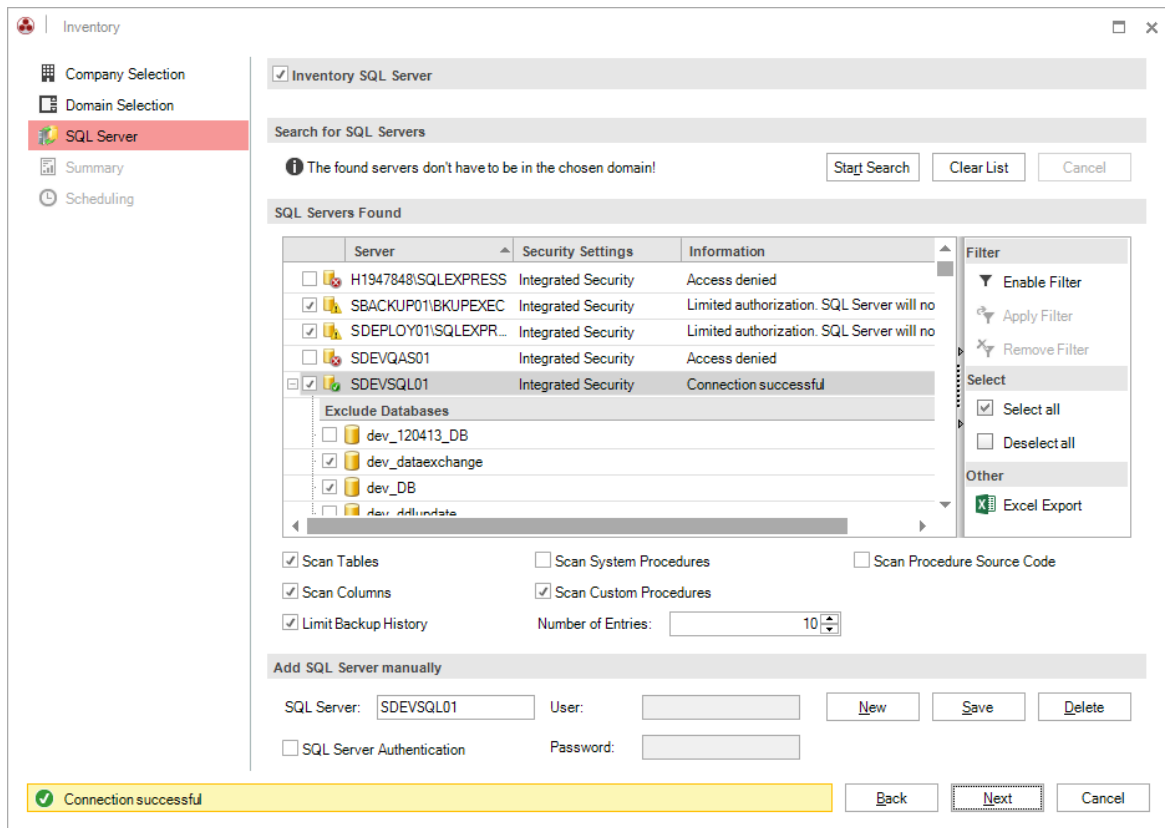 Inventory
Company Selection
Domain Selection
SQL Server
Summary
Scheduling
Inventory SQL Server
Search for SQL Servers
The found servers don't have to be in the chosen domain!
Start Search
Clear List
Cancel
SQL Servers Found
Server Security Settings Information
H1947848\SQLEXPRESS Integrated Security Access denied
SBACKUP01\BKUPEXEC Integrated Security Limited authorization. SQL Server will no
SDEPLOY01\SQLEXPR... Integrated Security Limited authorization. SQL Server will no
SDEVQAS01 Integrated Security Access denied
SDEVSQL01 Integrated Security Connection successful
Exclude Databases
dev_120413_DB
dev_dataexchange
dev_DB
dev_ddlupdate
Filter
Enable Filter
Apply Filter
Remove Filter
Select
Select all
Deselect all
Other
Excel Export
Scan Tables Scan System Procedures Scan Procedure Source Code
Scan Columns Scan Custom Procedures
Limit Backup History Number of Entries: 10
Add SQL Server manually
SQL Server: SDEVSQL01 User: New Save Delete
SQL Server Authentication Password:
Connection successful Back Next Cancel